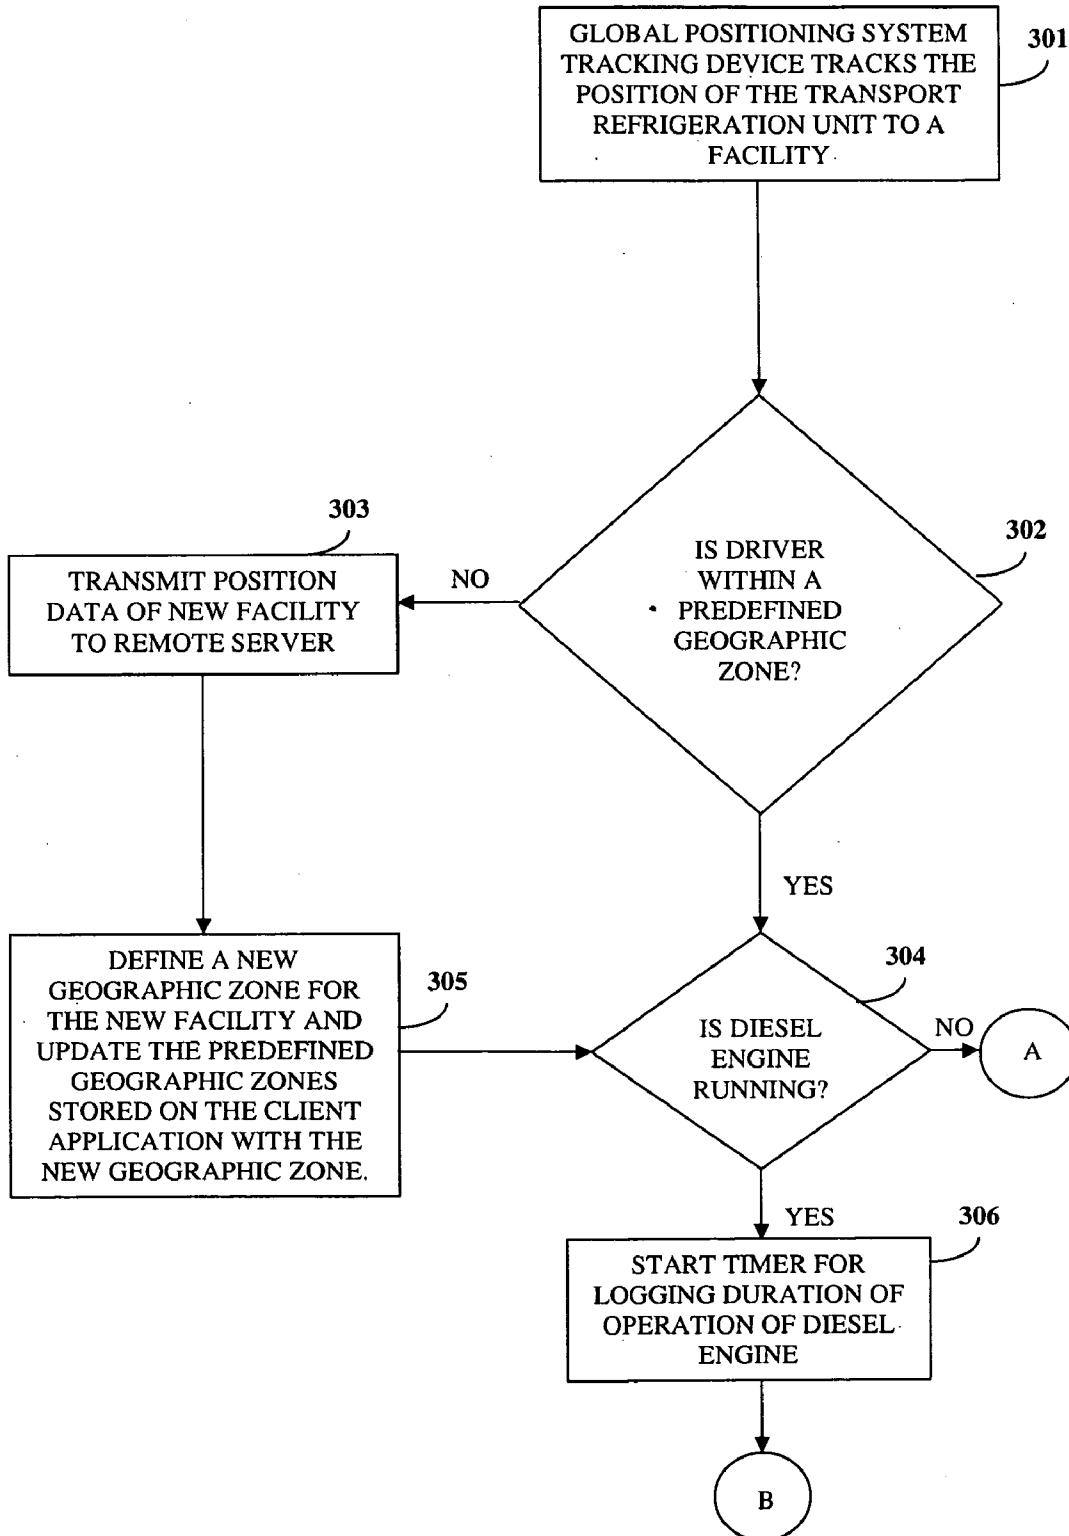 GLOBAL POSITIONING SYSTEM
TRACKING DEVICE TRACKS THE
POSITION OF THE TRANSPORT
REFRIGERATION UNIT TO A
FACILITY
301
IS DRIVER
WITHIN A
PREDEFINED
GEOGRAPHIC
ZONE?
302
NO
303
TRANSMIT POSITION
DATA OF NEW FACILITY
TO REMOTE SERVER
YES
DEFINE A NEW
GEOGRAPHIC ZONE FOR
THE NEW FACILITY AND
UPDATE THE PREDEFINED
GEOGRAPHIC ZONES
STORED ON THE CLIENT
APPLICATION WITH THE
NEW GEOGRAPHIC ZONE.
305
IS DIESEL
ENGINE
RUNNING?
304
NO
A
YES
306
START TIMER FOR
LOGGING DURATION OF
OPERATION OF DIESEL
ENGINE
B